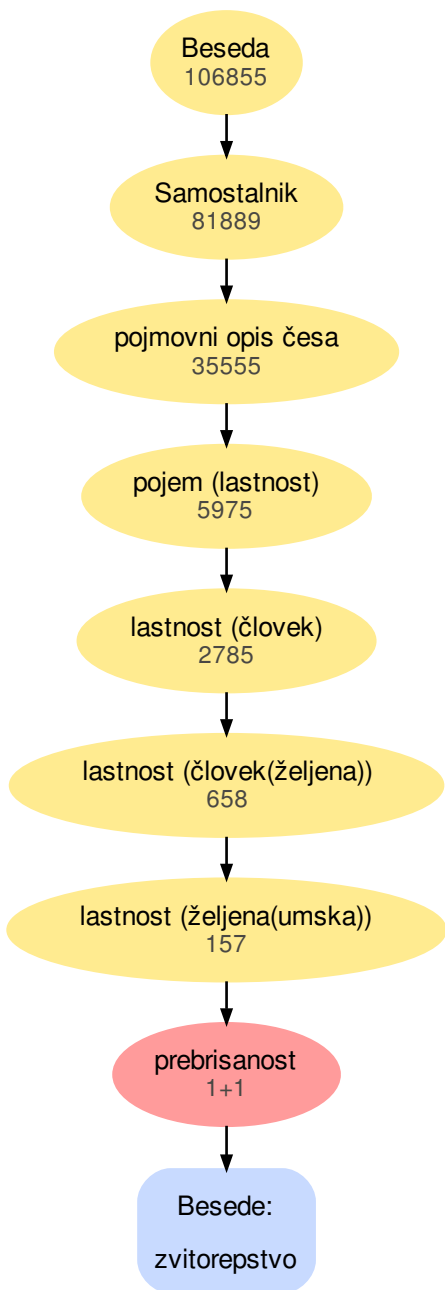 Beseda
106855
Samostalnik
81889
pojmovni opis česa
35555
pojem (lastnost)
5975
lastnost (človek)
2785
lastnost (človek(željena))
658
lastnost (željena(umska))
157
prebrisanost
1+1
Besede:
zvitorepstvo